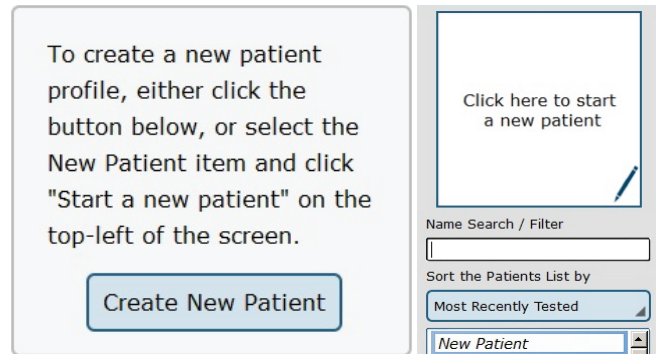 To create a new patient
profile, either click the
button below, or select the
New Patient item and click
"Start a new patient" on the
top-left of the screen.
Create New Patient
Click here to start
a new patient
Name Search / Filter
Sort the Patients List by
Most Recently Tested
New Patient